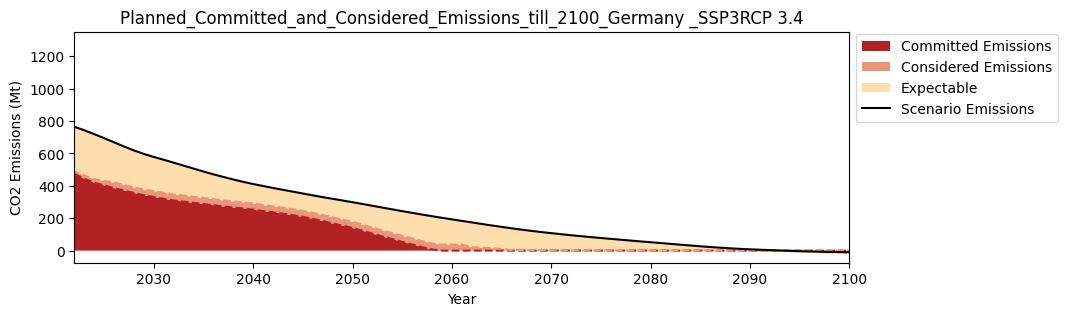 Planned_Committed_and_Considered_Emissions_till_2100_Germany _SSP3RCP 3.4
Committed Emissions
Considered Emissions
Expectable
Scenario Emissions
CO2 Emissions (Mt)
1200
1000
800
600
400
200
0
2030 2040 2050 2060 2070 2080 2090 2100
Year